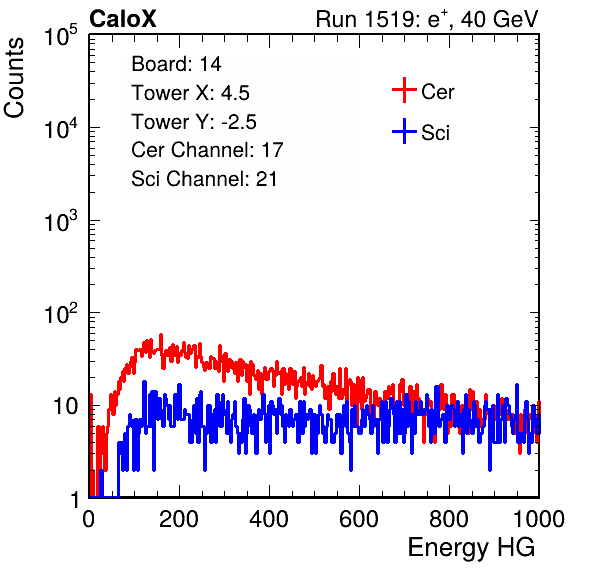 CaloX Run 1519: e⁺, 40 GeV
Counts
10⁵
10⁴
10³
10²
10
1
Board: 14
Tower X: 4.5
Tower Y: -2.5
Cer Channel: 17
Sci Channel: 21
Cer
Sci
0 200 400 600 800 1000
Energy HG